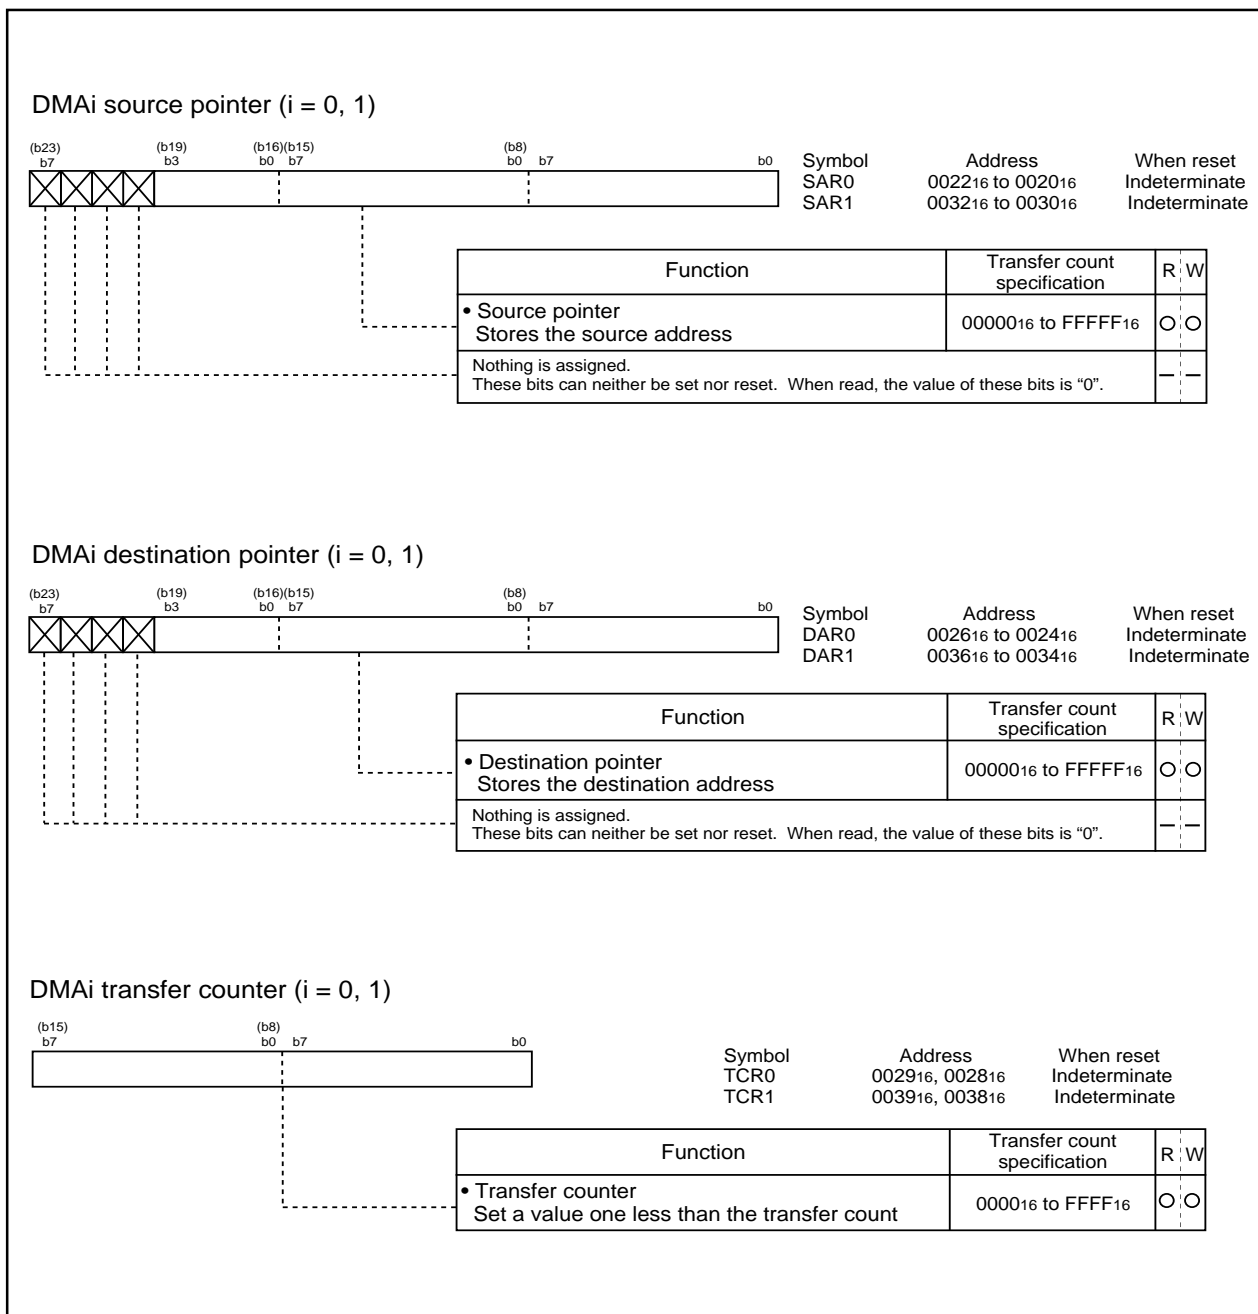 DMAi source pointer (i = 0, 1)
(b23) (b19) (b16)(b15) (b8)
b7 b3 b0 b7 b0 b7 b0
Symbol Address When reset
SAR0 002216 to 002016 Indeterminate
SAR1 003216 to 003016 Indeterminate
Function Transfer count specification R W
• Source pointer
Stores the source address
0000016 to FFFFF16
Nothing is assigned.
These bits can neither be set nor reset. When read, the value of these bits is “0”.
DMAi destination pointer (i = 0, 1)
(b23) (b19) (b16)(b15) (b8)
b7 b3 b0 b7 b0 b7 b0
Symbol Address When reset
DAR0 002616 to 002416 Indeterminate
DAR1 003616 to 003416 Indeterminate
Function Transfer count specification R W
• Destination pointer
Stores the destination address
0000016 to FFFFF16
Nothing is assigned.
These bits can neither be set nor reset. When read, the value of these bits is “0”.
DMAi transfer counter (i = 0, 1)
(b15) (b8)
b7 b0 b7 b0
Symbol Address When reset
TCR0 002916, 002816 Indeterminate
TCR1 003916, 003816 Indeterminate
Function Transfer count specification R W
• Transfer counter
Set a value one less than the transfer count
000016 to FFFF16